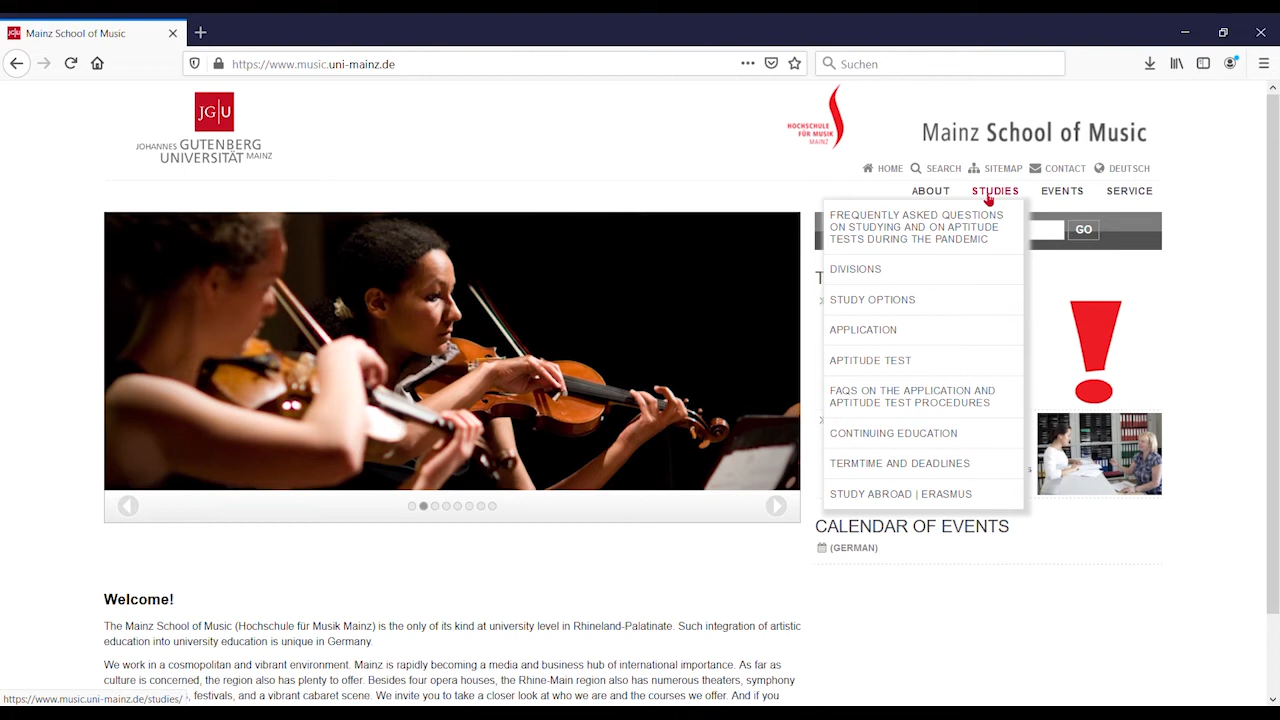 Mainz School of Music
https://www.music.uni-mainz.de
Suchen
JG|U
JOHANNES GUTENBERG
UNIVERSITÄT MAINZ
HOCHSCHULE
FÜR MUSIK
MAINZ
Mainz School of Music
HOME SEARCH SITEMAP CONTACT DEUTSCH
ABOUT STUDIES EVENTS SERVICE
FREQUENTLY ASKED QUESTIONS
ON STUDYING AND ON APTITUDE
TESTS DURING THE PANDEMIC
GO
DIVISIONS
STUDY OPTIONS
APPLICATION
APTITUDE TEST
FAQS ON THE APPLICATION AND
APTITUDE TEST PROCEDURES
CONTINUING EDUCATION
TERMTIME AND DEADLINES
STUDY ABROAD | ERASMUS
CALENDAR OF EVENTS
(GERMAN)
Welcome!
The Mainz School of Music (Hochschule für Musik Mainz) is the only of its kind at university level in Rhineland-Palatinate. Such integration of artistic
education into university education is unique in Germany.
We work in a cosmopolitan and vibrant environment. Mainz is rapidly becoming a media and business hub of international importance. As far as
culture is concerned, the region also has plenty to offer. Besides four opera houses, the Rhine-Main region also has numerous theaters, symphony
, festivals, and a vibrant cabaret scene. We invite you to take a closer look at who we are and the courses we offer. And if you
https://www.music.uni-mainz.de/studies/